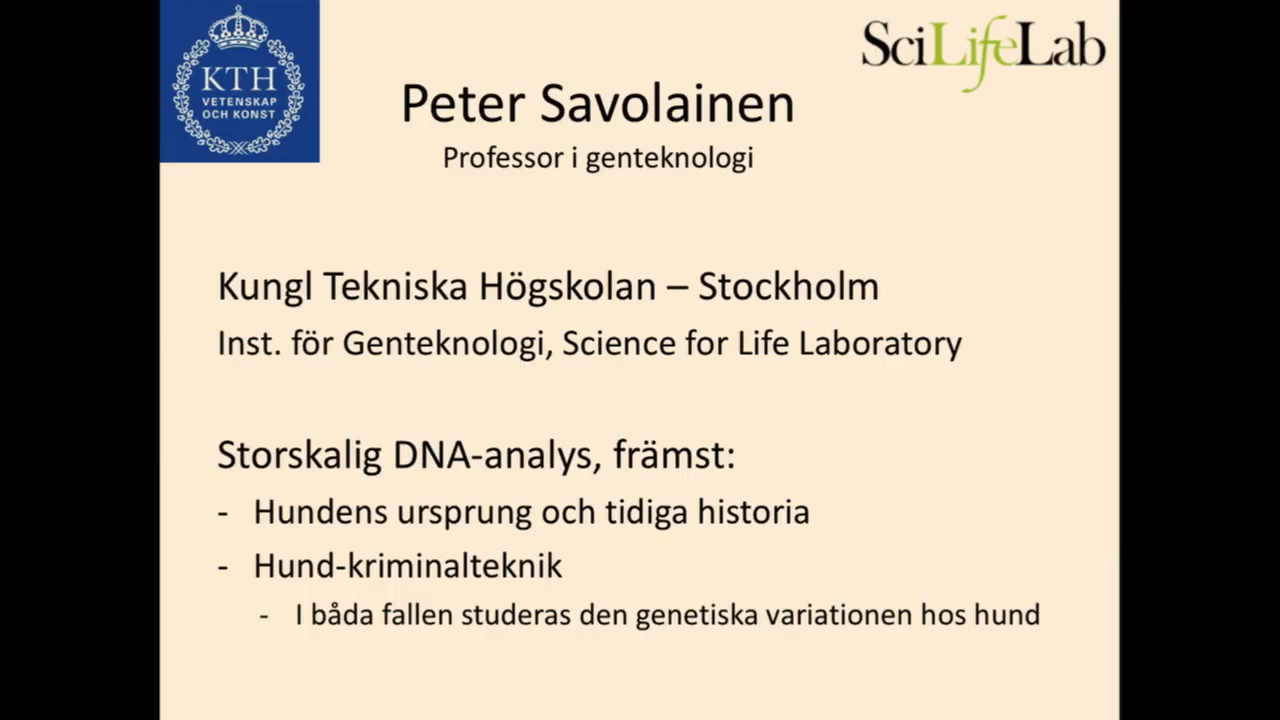 KTH
VETENSKAP
OCH KONST
SciLifeLab
Peter Savolainen
Professor i genteknologi
Kungl Tekniska Högskolan – Stockholm
Inst. för Genteknologi, Science for Life Laboratory
Storskalig DNA-analys, främst:
- Hundens ursprung och tidiga historia
- Hund-kriminalteknik
- I båda fallen studeras den genetiska variationen hos hund